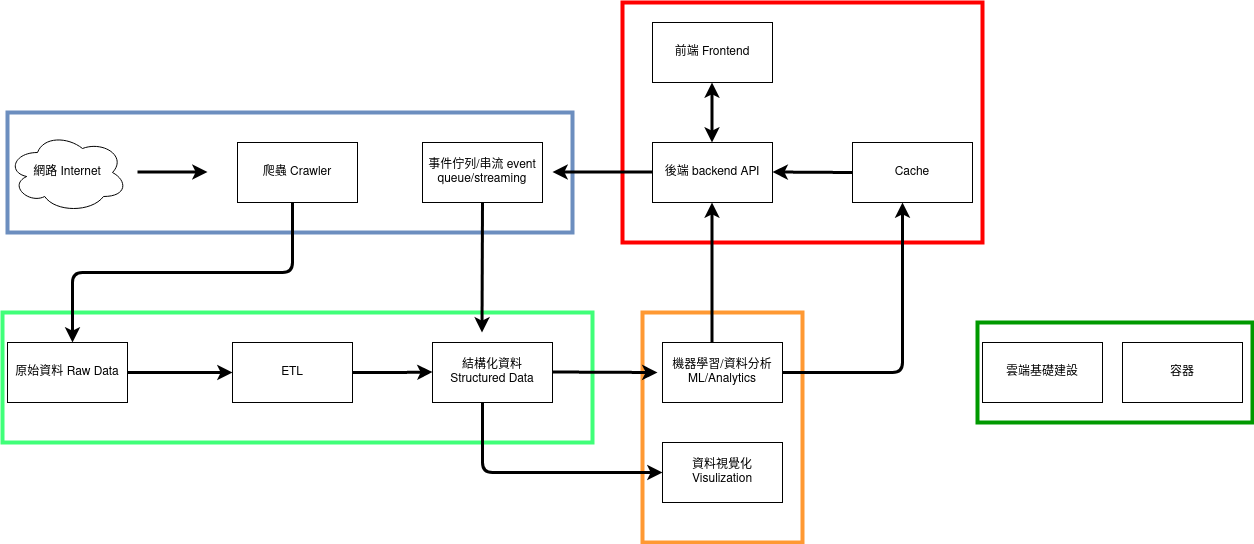 前端 Frontend
網路 Internet
爬蟲 Crawler
事件佇列/串流 event
queue/streaming
後端 backend API
Cache
原始資料 Raw Data
ETL
結構化資料
Structured Data
機器學習/資料分析
ML/Analytics
雲端基礎建設
容器
資料視覺化
Visulization